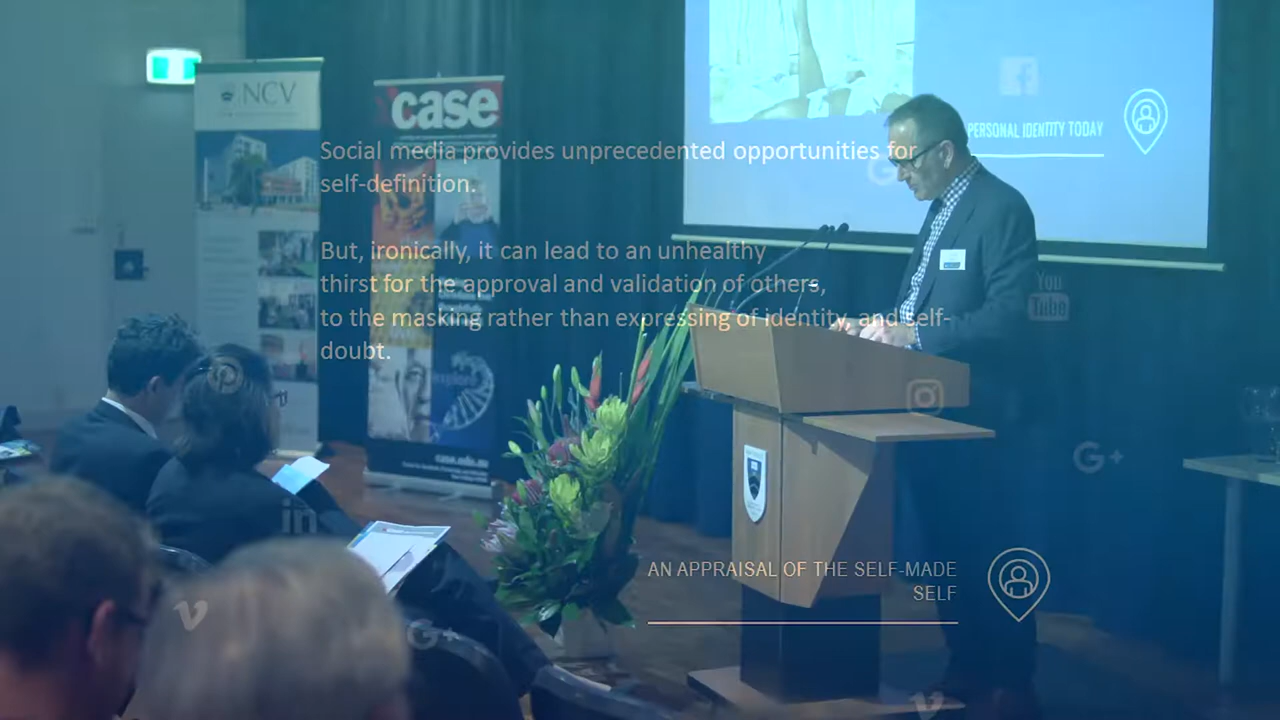 NCV
case
Social media provides unprecedented opportunities for
self-definition.
But, ironically, it can lead to an unhealthy
thirst for the approval and validation of others,
to the masking rather than expressing of identity, and self-
doubt.
PERSONAL IDENTITY TODAY
You
Tube
G+
in
G+
case.edu.au
AN APPRAISAL OF THE SELF-MADE
SELF